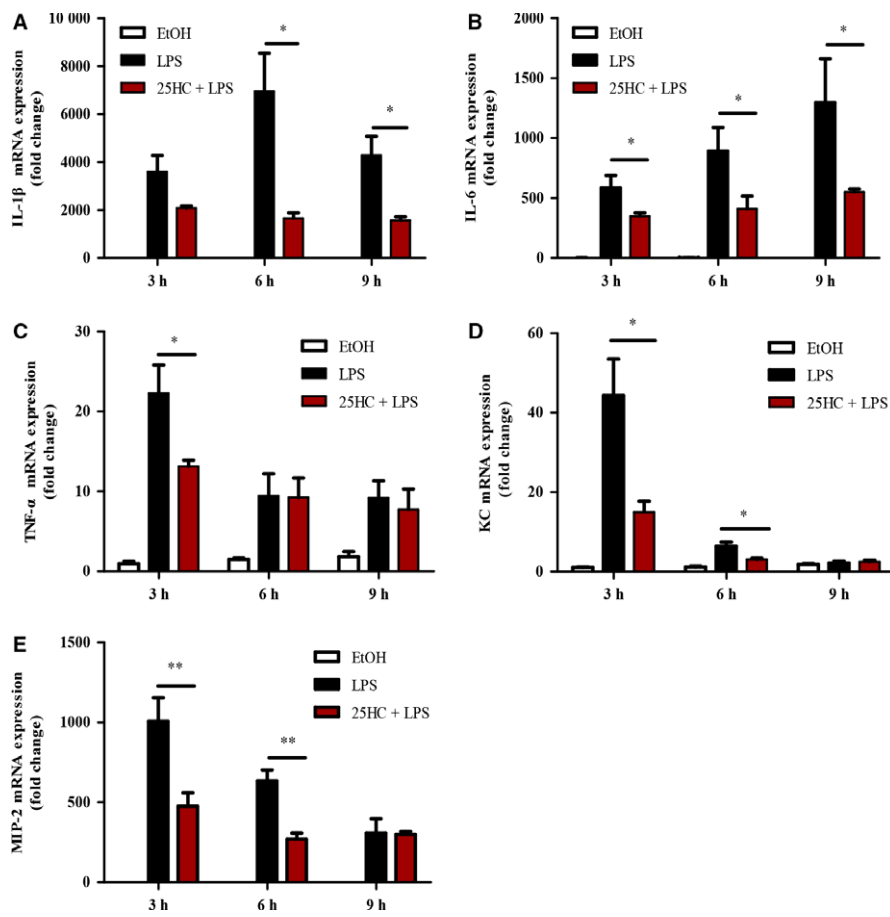 A
IL-1β mRNA expression
(fold change)
10 000
8000
6000
4000
2000
0
EtOH
LPS
25HC + LPS
*
*
3 h
6 h
9 h
B
IL-6 mRNA expression
(fold change)
2000
1500
1000
500
0
EtOH
LPS
25HC + LPS
*
*
*
3 h
6 h
9 h
C
TNF-α mRNA expression
(fold change)
30
20
10
0
*
EtOH
LPS
25HC + LPS
3 h
6 h
9 h
D
KC mRNA expression
(fold change)
60
40
20
0
*
*
EtOH
LPS
25HC + LPS
3 h
6 h
9 h
E
MIP-2 mRNA expression
(fold change)
1500
1000
500
0
**
**
EtOH
LPS
25HC + LPS
3 h
6 h
9 h